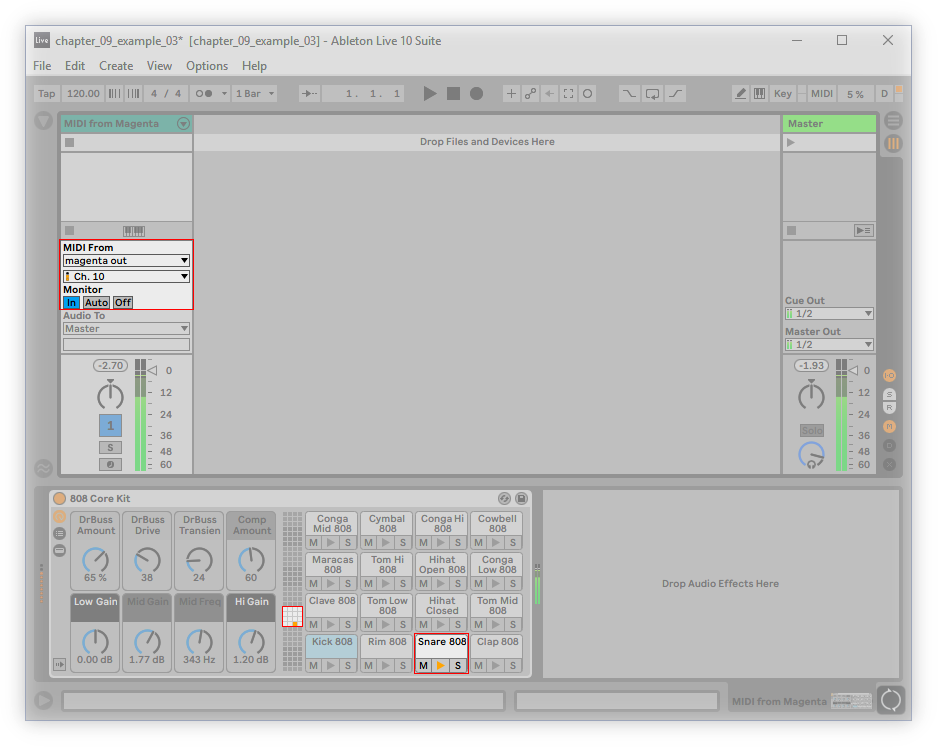 Live chapter_09_example_03* [chapter_09_example_03] - Ableton Live 10 Suite
File Edit Create View Options Help
Tap 120.00 4 / 4 1 Bar 1. 1. 1 Key MIDI 5 % D
MIDI from Magenta Master
Drop Files and Devices Here
MIDI From
magenta out
Ch. 10
Monitor
In Auto Off
Audio To
Master
Cue Out
1/2
Master Out
1/2
-2.70 0 -1.93 0
12 12
24 24
1 36 Solo 36
S 48 48
60 60
S
R
808 Core Kit
DrBuss Amount
DrBuss Drive
DrBuss Transien
Comp Amount
65 % 38 24 60
Low Gain Mid Gain Mid Freq Hi Gain
0.00 dB 1.77 dB 343 Hz 1.20 dB
Conga Mid 808
Cymbal 808
Conga Hi 808
Cowbell 808
M S M S M S M S
Maracas 808
Tom Hi 808
Hihat Open 808
Conga Low 808
M S M S M S M S
Clave 808
Tom Low 808
Hihat Closed
Tom Mid 808
M S M S M S M S
Kick 808 Rim 808 Snare 808 Clap 808
M S M S M S M S
Drop Audio Effects Here
MIDI from Magenta